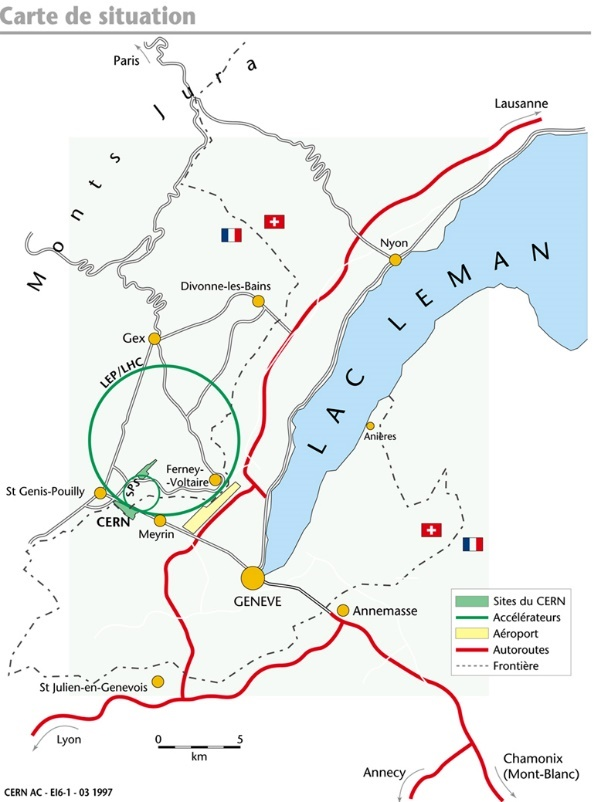 Carte de situation
Paris
Monts Jura
Lausanne
Nyon
Divonne-les-Bains
Gex
LAC LEMAN
LEP/LHC
Anières
Ferney-
-Voltaire
St Genis-Pouilly
SPS
CERN
Meyrin
GENEVE
Annemasse
Sites du CERN
Accélérateurs
Aéroport
Autoroutes
Frontière
St Julien-en-Genevois
Lyon
0 5
km
Annecy
Chamonix
(Mont-Blanc)
CERN AC - EI6-1 - 03 1997